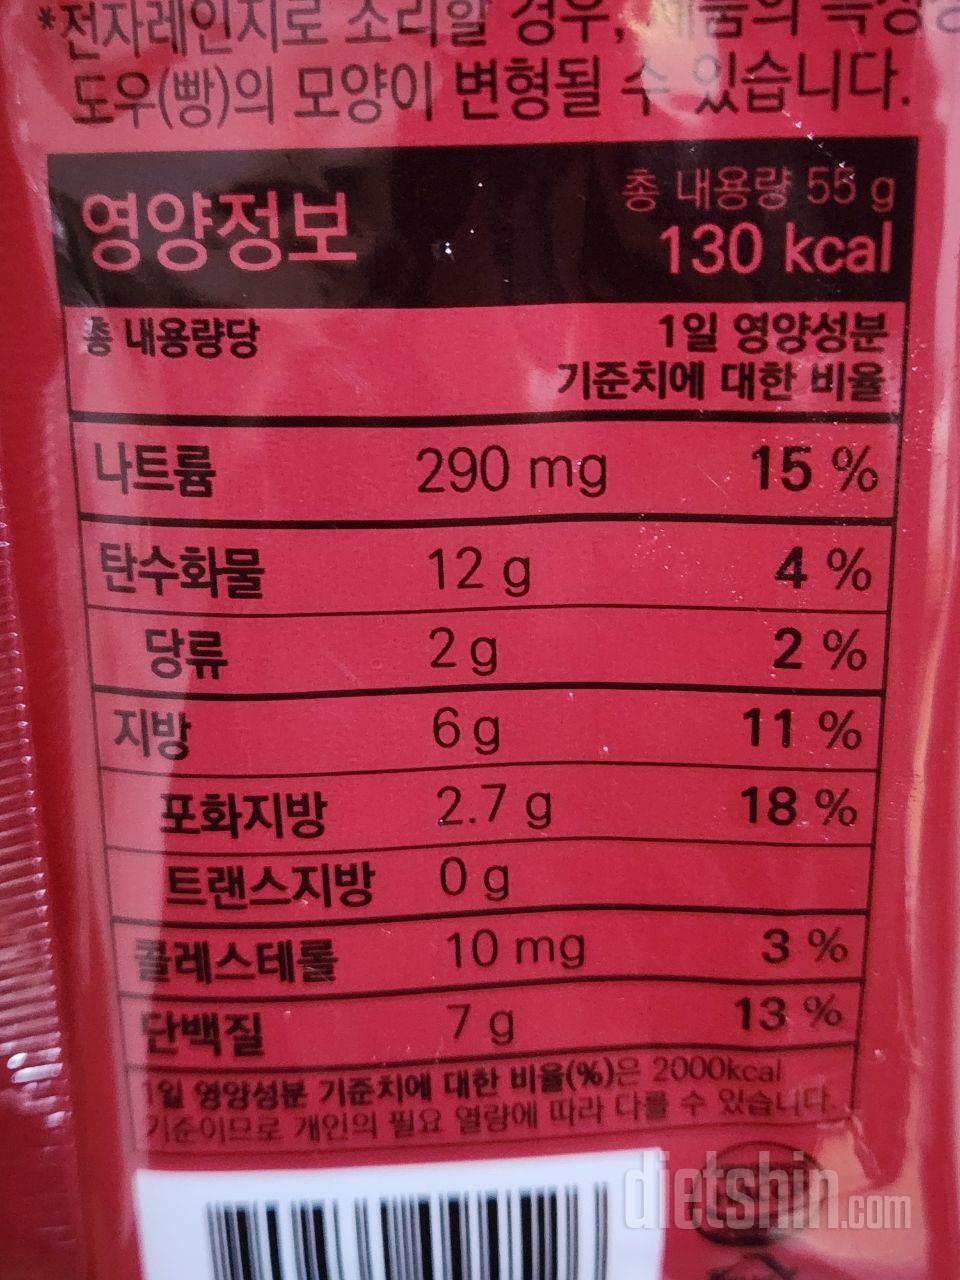 *전자레인지로 조리할 경우, 제품의 특성상
도우(빵)의 모양이 변형될 수 있습니다.
영양정보
총 내용량 55 g
130 kcal
총 내용량당
1일 영양성분
기준치에 대한 비율
나트륨 290 mg 15 %
탄수화물 12 g 4 %
당류 2 g 2 %
지방 6 g 11 %
포화지방 2.7 g 18 %
트랜스지방 0 g
콜레스테롤 10 mg 3 %
단백질 7 g 13 %
1일 영양성분 기준치에 대한 비율(%)은 2000kcal
기준이므로 개인의 필요 열량에 따라 다를 수 있습니다.
dietshin.com